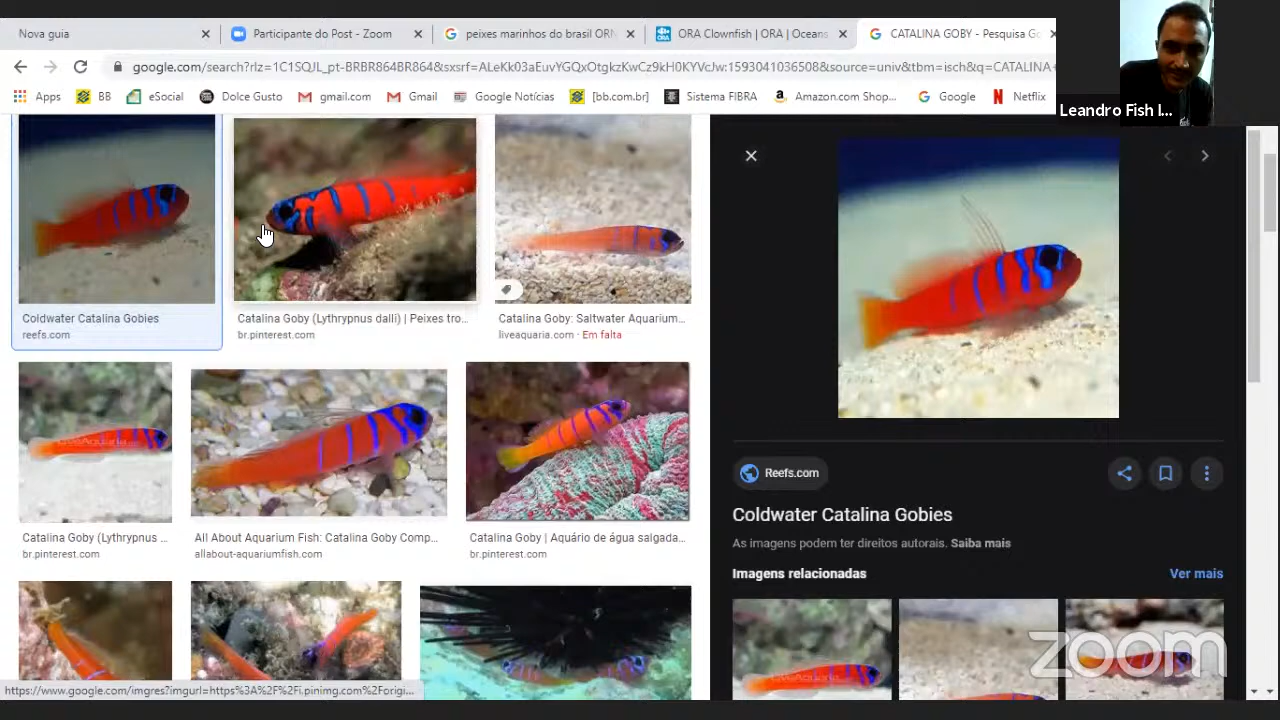 Nova guia
Participante do Post - Zoom
peixes marinhos do brasil ORN
ORA Clownfish | ORA | Oceans
CATALINA GOBY - Pesquisa Go
google.com/search?rlz=1C1SQJL_pt-BRBR864BR864&sxsrf=ALeKk03aEuvYGQxOtgkzKwCz9kH0KYVcJw:1593041036508&source=univ&tbm=isch&q=CATALINA+
Apps
BB
eSocial
Dolce Gusto
gmail.com
Gmail
Google Notícias
[bb.com.br]
Sistema FIBRA
Amazon.com Shop...
Google
Netflix
Leandro Fish I...
Coldwater Catalina Gobies
reefs.com
Catalina Goby (Lythrypnus dalli) | Peixes tro...
br.pinterest.com
Catalina Goby: Saltwater Aquarium...
liveaquaria.com · Em falta
Catalina Goby (Lythrypnus ...
br.pinterest.com
All About Aquarium Fish: Catalina Goby Comp...
allabout-aquariumfish.com
Catalina Goby | Aquário de água salgada...
br.pinterest.com
Reefs.com
Coldwater Catalina Gobies
As imagens podem ter direitos autorais. Saiba mais
Imagens relacionadas
Ver mais
zoom
https://www.google.com/imgres?imgurl=https%3A%2F%2Fi.pinimg.com%2Forigi...